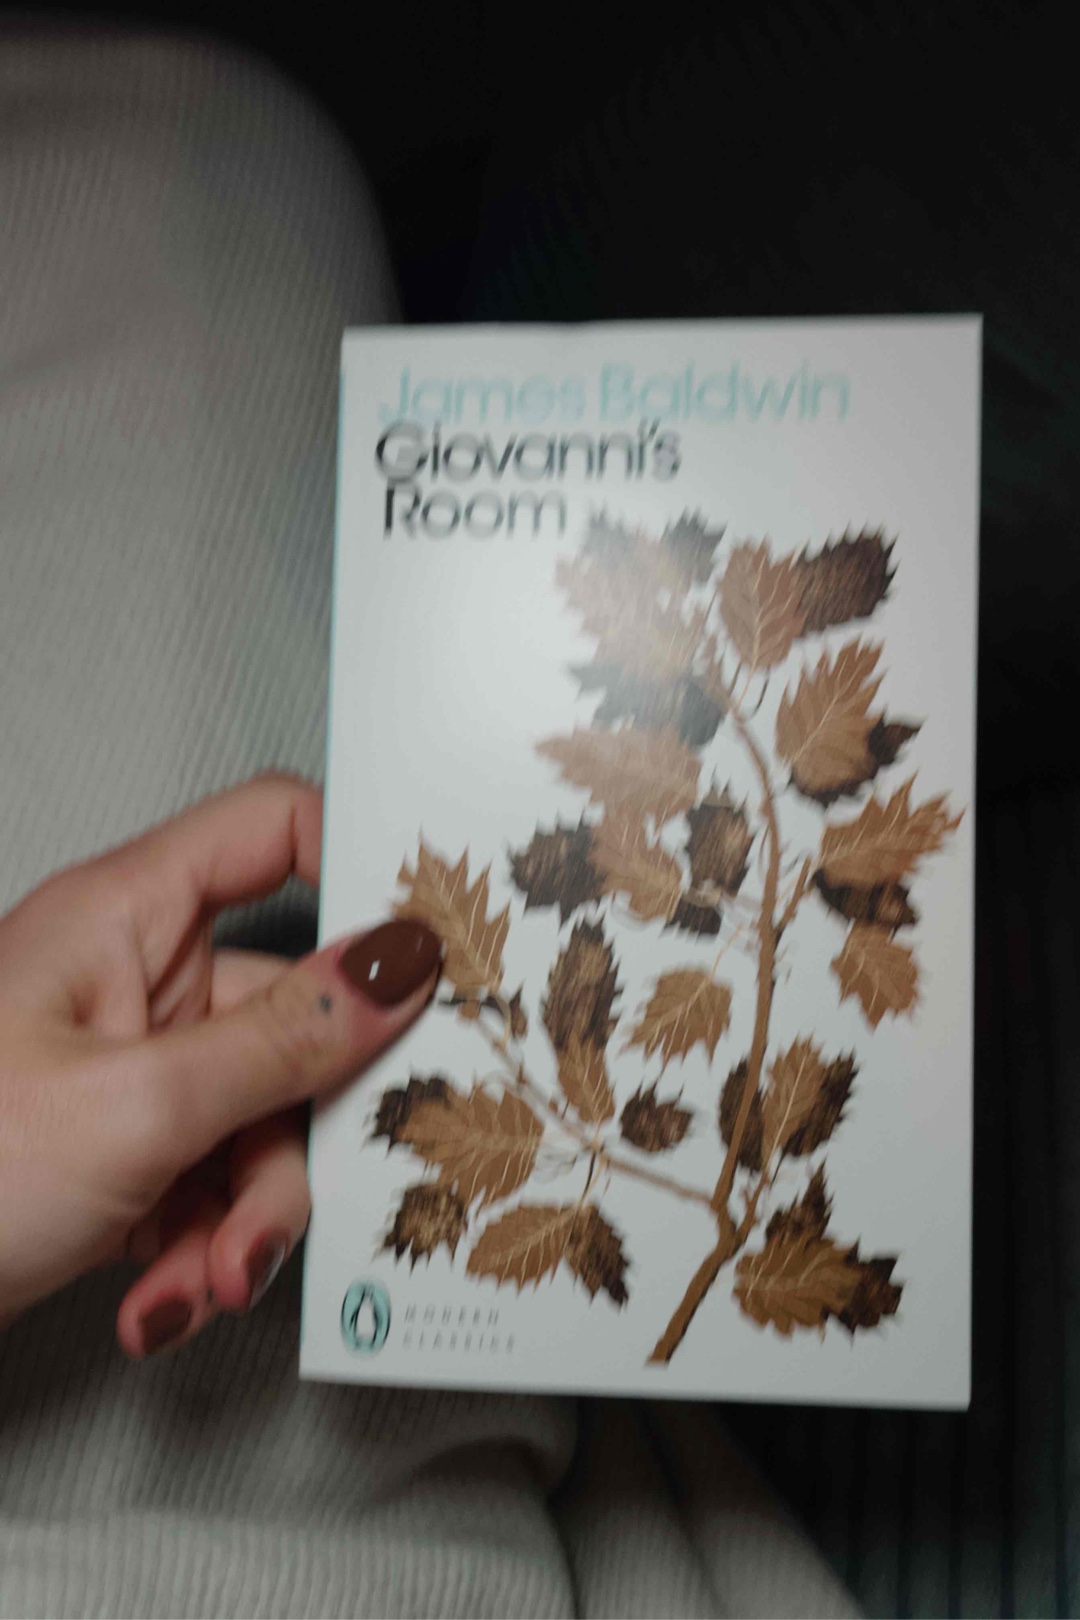 James Baldwin
Giovanni's
Room
MODERN
CLASSICS